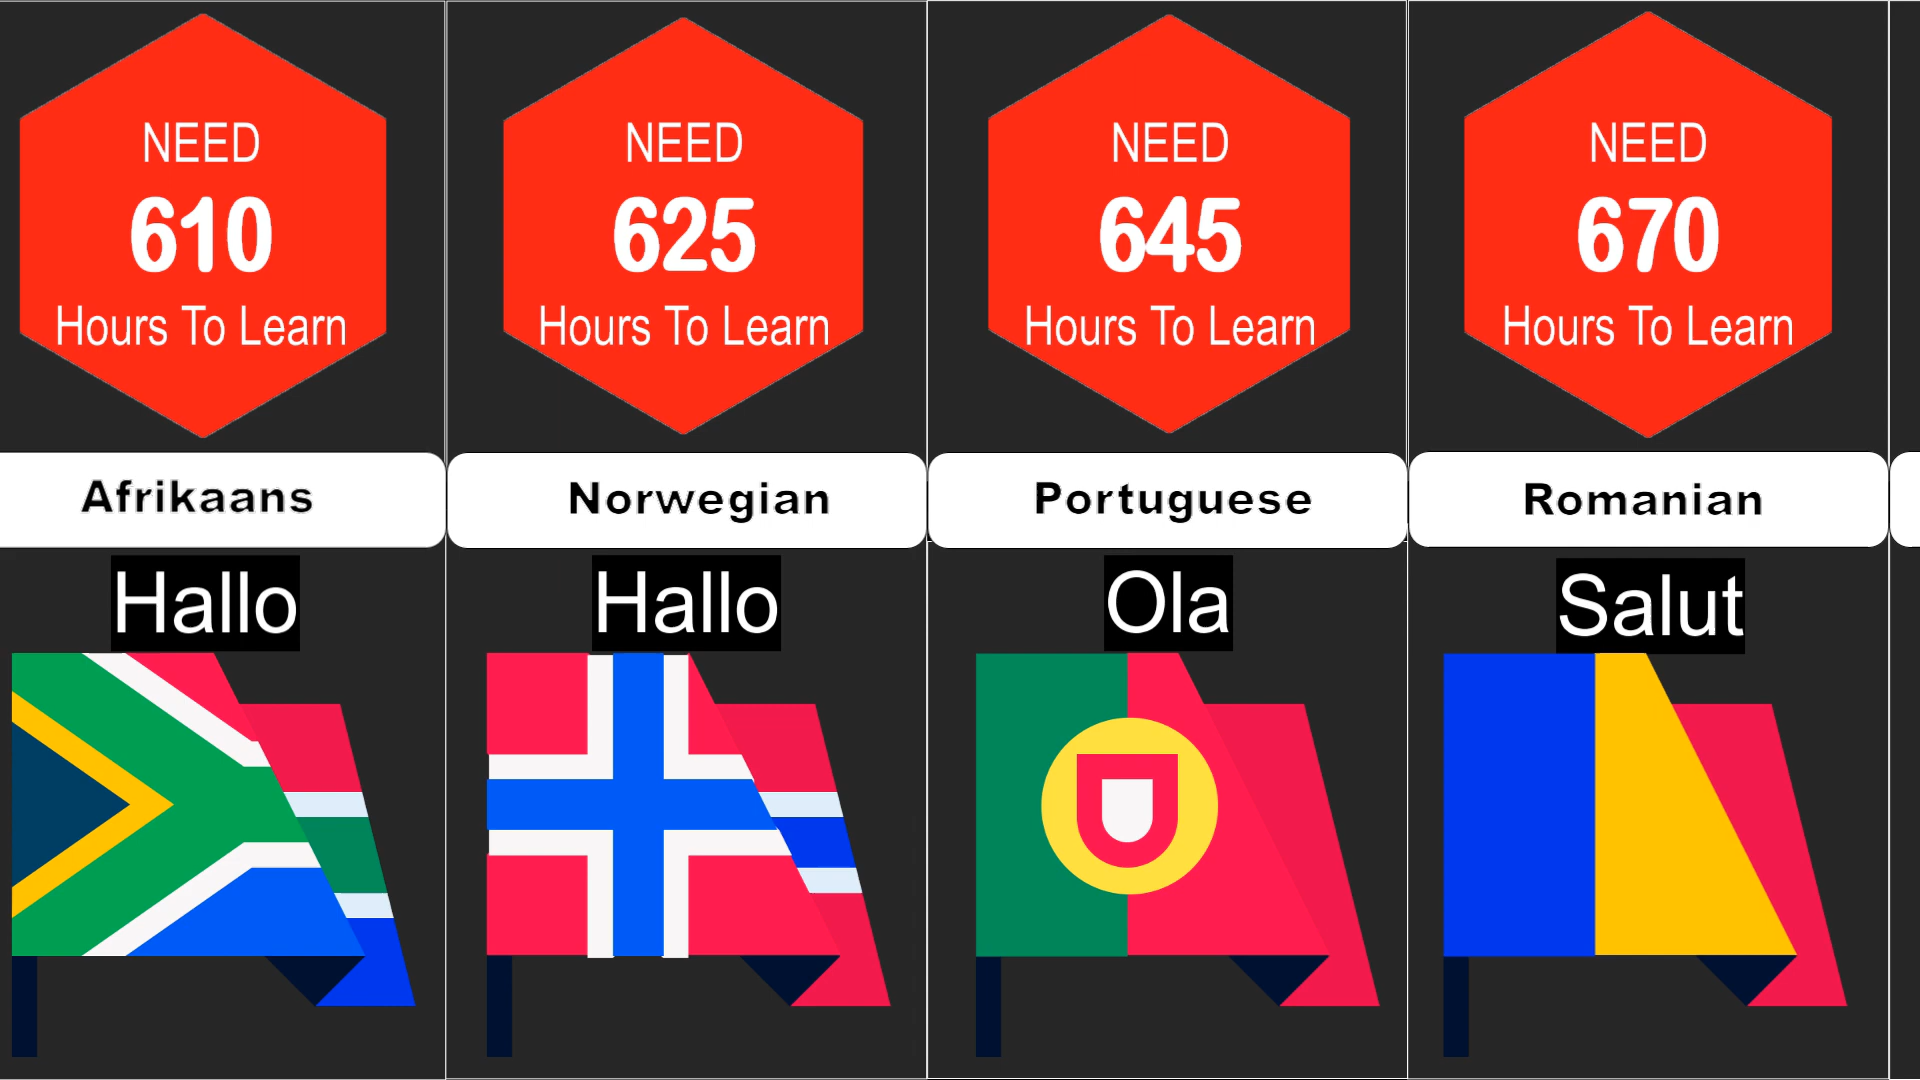 NEED
610
Hours To Learn
Afrikaans
Hallo
NEED
625
Hours To Learn
Norwegian
Hallo
NEED
645
Hours To Learn
Portuguese
Ola
NEED
670
Hours To Learn
Romanian
Salut